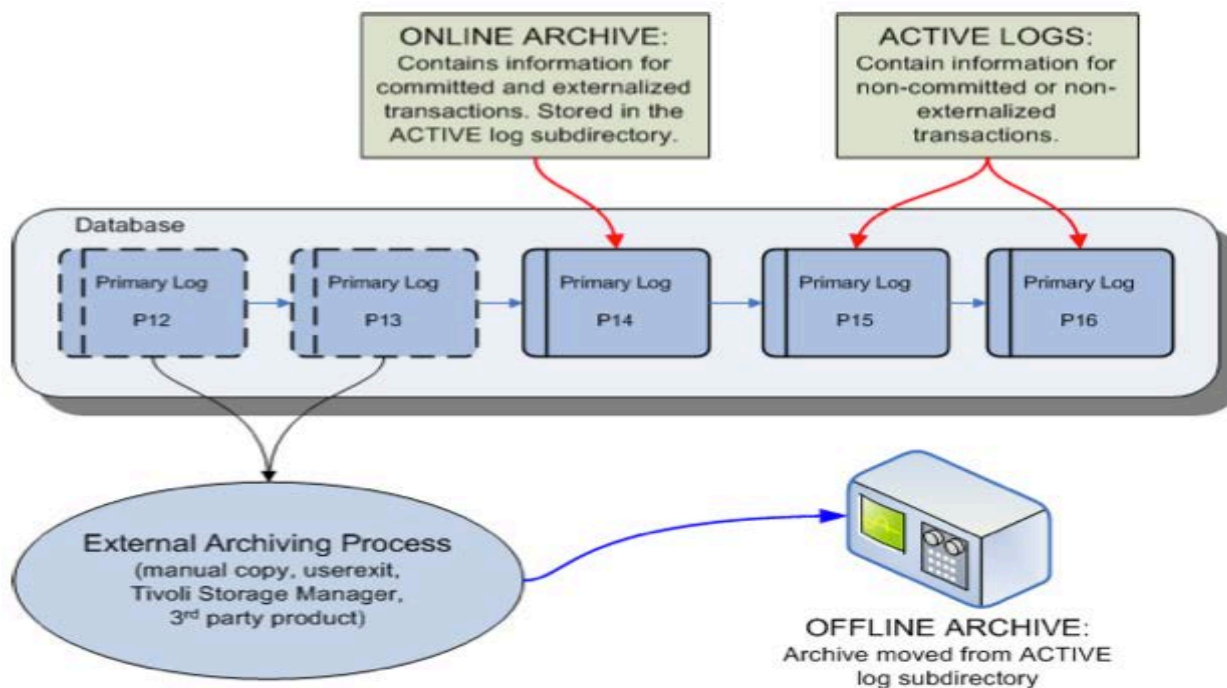 ONLINE ARCHIVE:
Contains information for
committed and externalized
transactions. Stored in the
ACTIVE log subdirectory.
ACTIVE LOGS:
Contain information for
non-committed or non-
externalized
transactions.
Database
Primary Log
P12
Primary Log
P13
Primary Log
P14
Primary Log
P15
Primary Log
P16
External Archiving Process
(manual copy, userexit,
Tivoli Storage Manager,
3rd party product)
OFFLINE ARCHIVE:
Archive moved from ACTIVE
log subdirectory